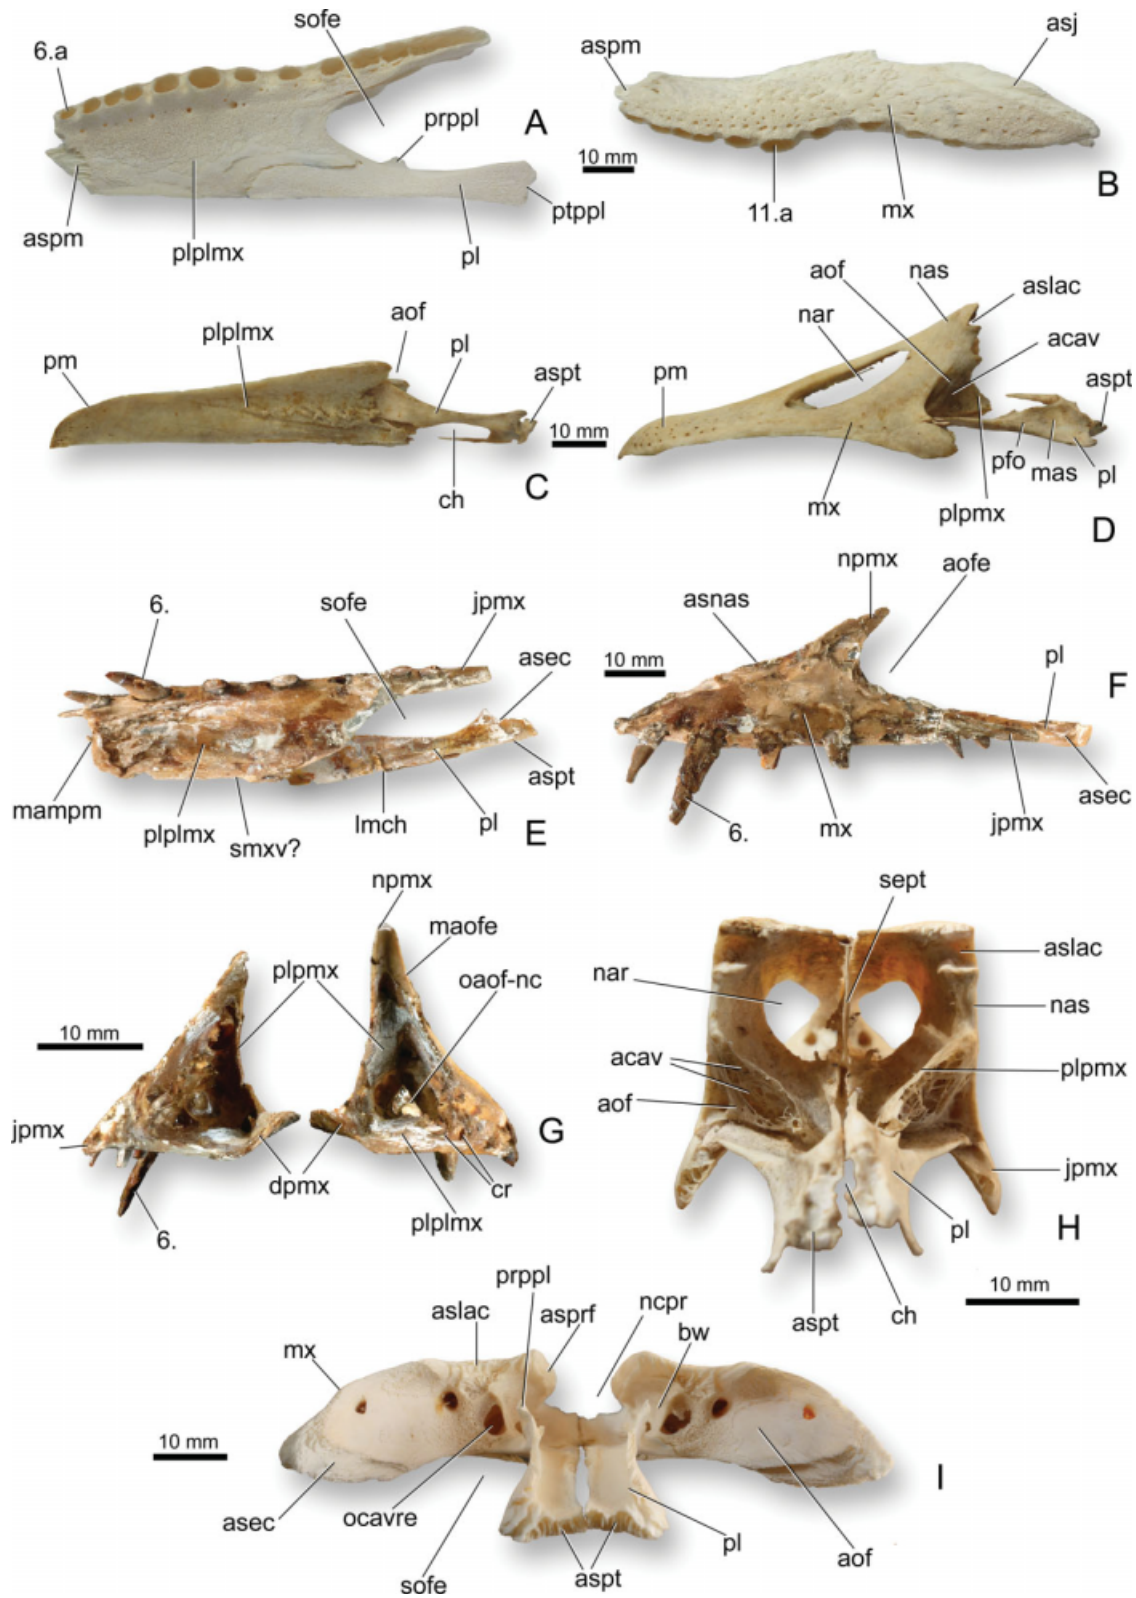 sofe
6.a
prppl
A
aspm
plplmx
pl
ptppl
aspm
asj
B
10 mm
11.a
mx
aof
plplmx
pl
pm
aspt
10 mm
ch
C
aof
nas
aslac
nar
acav
pm
aspt
pfo
mas
pl
mx
plpmx
D
6.
sofe
jpmx
asec
mampm
plplmx
smxv?
lmch
pl
aspt
E
npmx
aofe
asnas
10 mm
pl
F
6.
mx
jpmx
asec
npmx
maofe
plpmx
oaof-nc
10 mm
G
jpmx
dpmx
cr
6.
plplmx
sept
aslac
nar
nas
acav
plpmx
aof
jpmx
pl
H
aspt
ch
10 mm
prppl
ncpr
aslac
asprf
bw
mx
10 mm
I
asec
ocavre
pl
aof
sofe
aspt